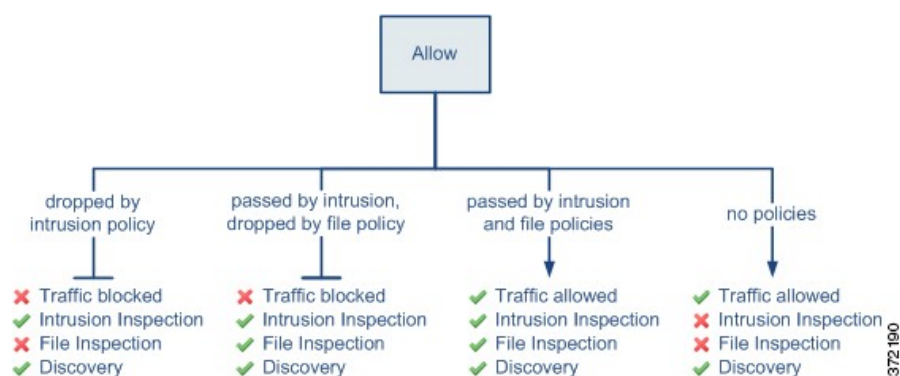 Allow
dropped by
intrusion policy
passed by intrusion,
dropped by file policy
passed by intrusion
and file policies
no policies
Traffic blocked
Intrusion Inspection
File Inspection
Discovery
Traffic blocked
Intrusion Inspection
File Inspection
Discovery
Traffic allowed
Intrusion Inspection
File Inspection
Discovery
Traffic allowed
Intrusion Inspection
File Inspection
Discovery
372190